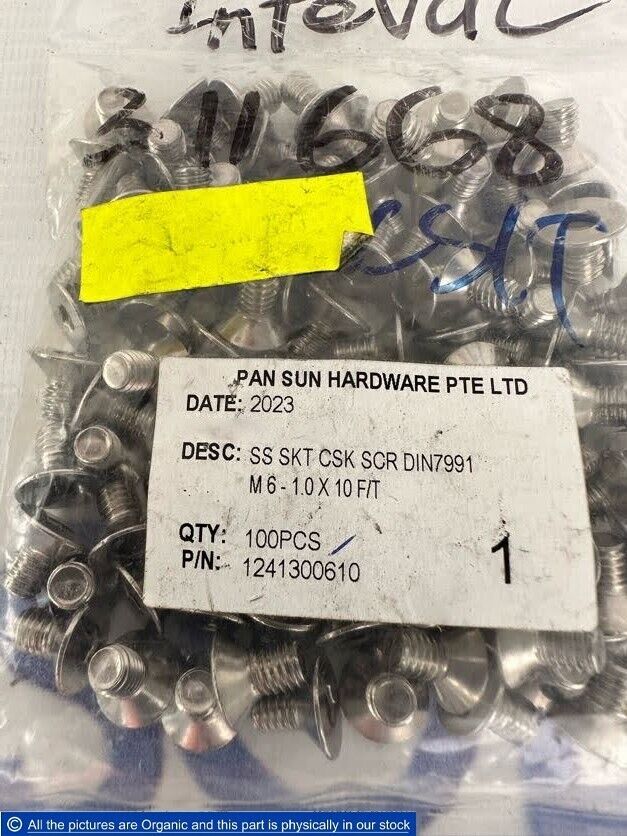 311668
CSKT
PAN SUN HARDWARE PTE LTD
DATE: 2023
DESC: SS SKT CSK SCR DIN7991
M 6 - 1.0 X 10 F/T
QTY: 100PCS
P/N: 1241300610
1
© All the pictures are Organic and this part is physically in our stock